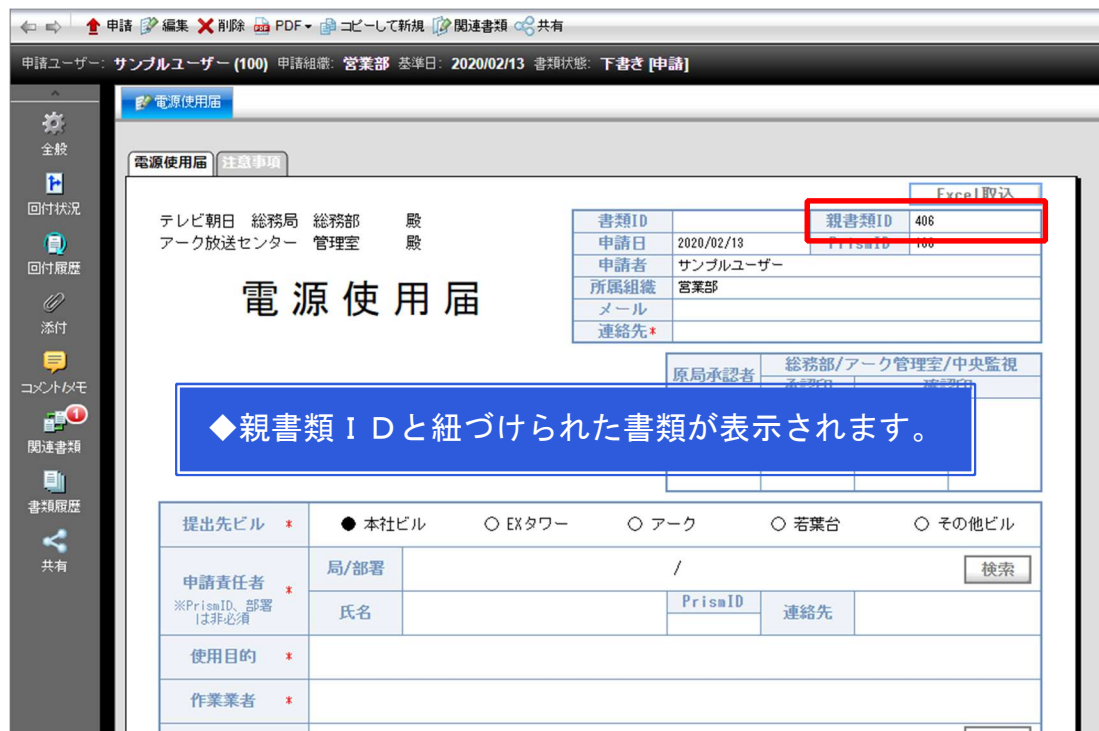 申請 編集 削除 PDF コピーして新規 関連書類 共有
申請ユーザー: サンプルユーザー (100) 申請組織: 営業部 基準日: 2020/02/13 書類状態: 下書き [申請]
電源使用届
全般
回付状況
回付履歴
添付
コメント/メモ
1
関連書類
書類履歴
共有
電源使用届 注意事項
Excel取込
テレビ朝日 総務局 総務部 殿
アーク放送センター 管理室 殿
電源使用届
書類ID 親書類ID 406
申請日 2020/02/13 PrismID 100
申請者 サンプルユーザー
所属組織 営業部
メール
連絡先*
原局承認者 総務部/アーク管理室/中央監視
承認印 確認印
◆親書類IDと紐づけられた書類が表示されます。
提出先ビル * ● 本社ビル ○ EXタワー ○ アーク ○ 若葉台 ○ その他ビル
申請責任者 *
※PrismID、部署
は非必須
局/部署 / 検索
氏名 PrismID 連絡先
使用目的 *
作業業者 *